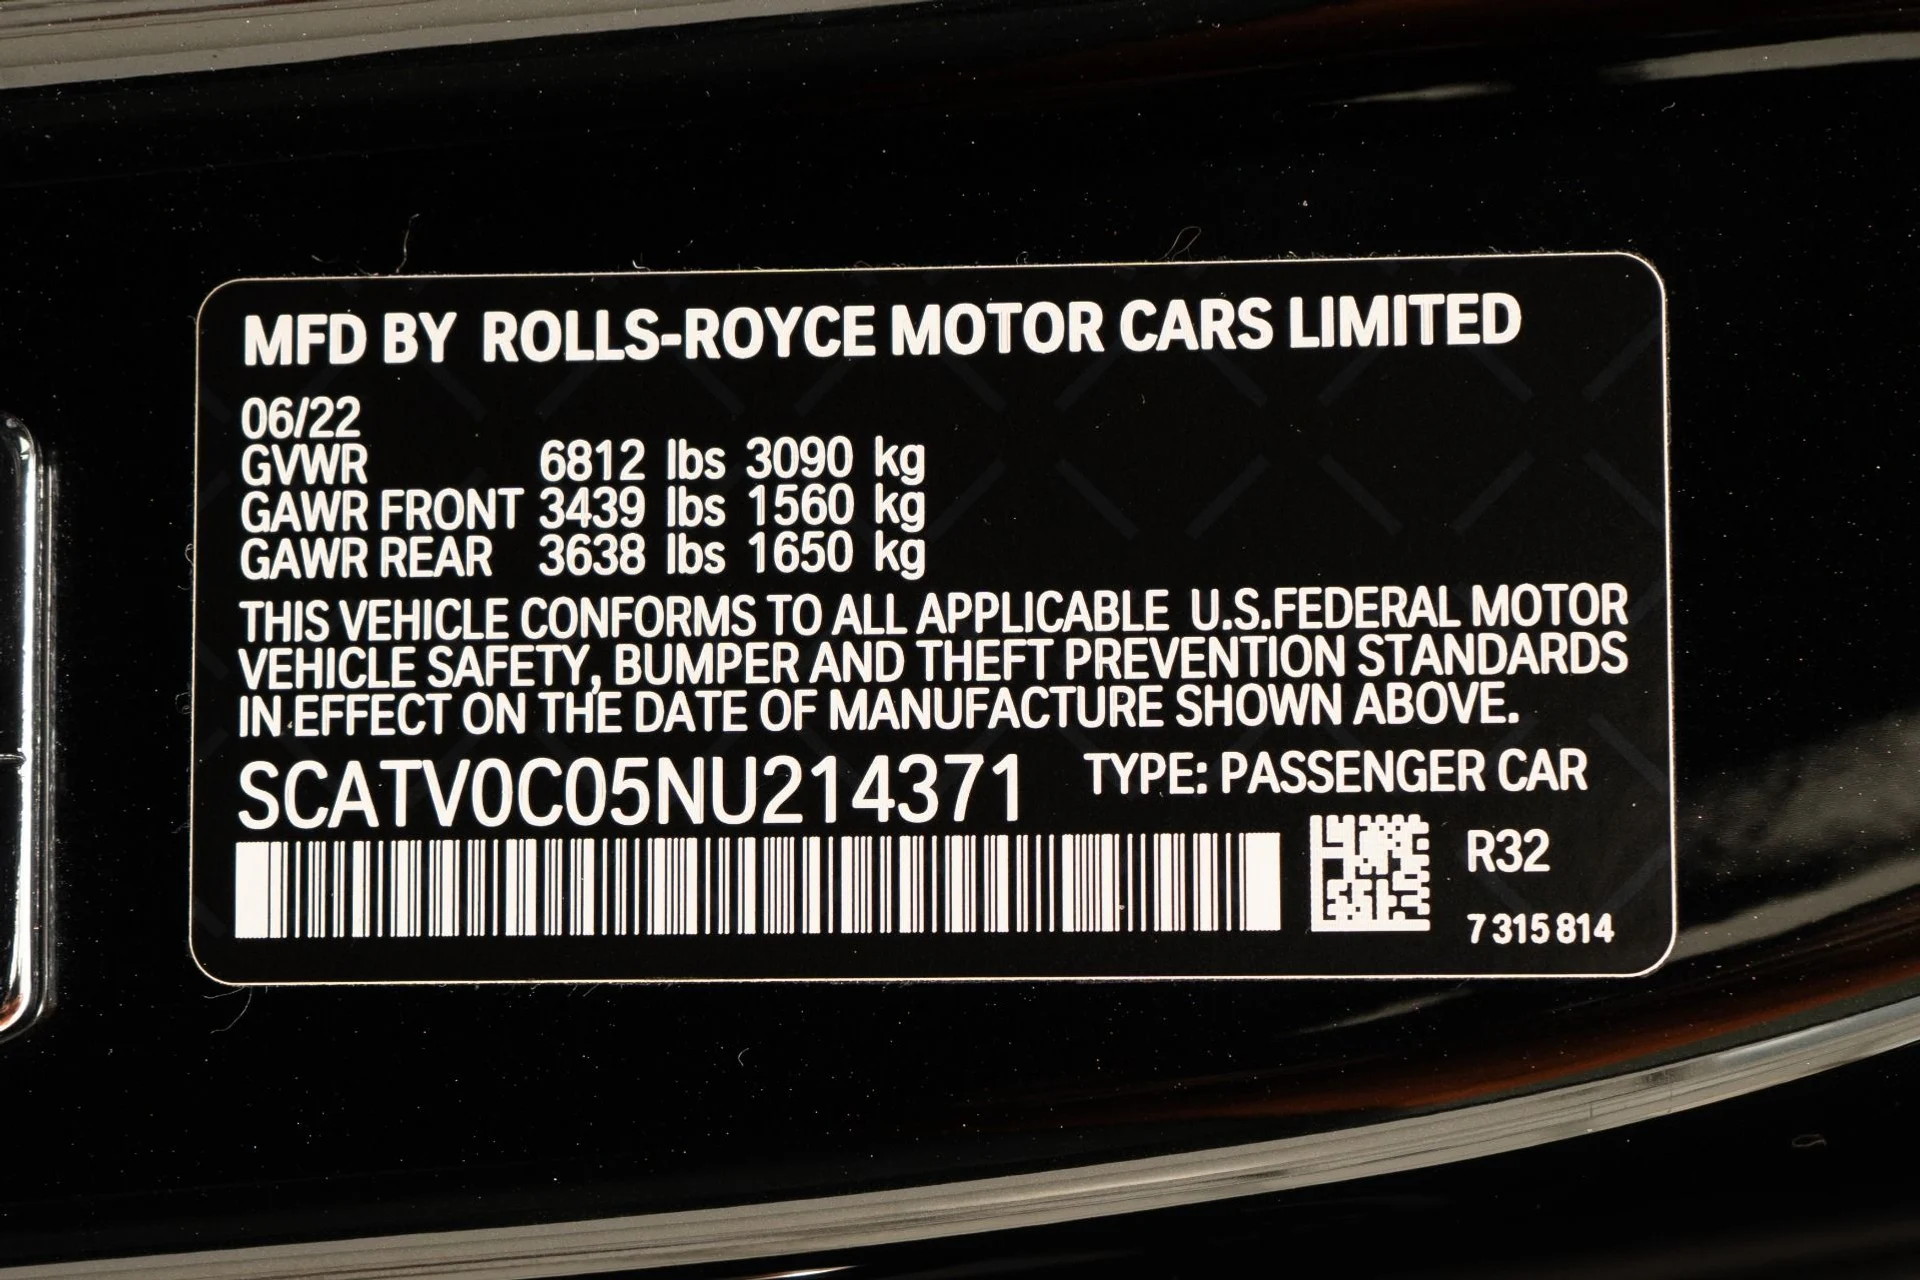 MFD BY ROLLS-ROYCE MOTOR CARS LIMITED
06/22
GVWR 6812 lbs 3090 kg
GAWR FRONT 3439 lbs 1560 kg
GAWR REAR 3638 lbs 1650 kg
THIS VEHICLE CONFORMS TO ALL APPLICABLE U.S.FEDERAL MOTOR
VEHICLE SAFETY, BUMPER AND THEFT PREVENTION STANDARDS
IN EFFECT ON THE DATE OF MANUFACTURE SHOWN ABOVE.
SCATV0C05NU214371 TYPE: PASSENGER CAR
R32
7 315 814